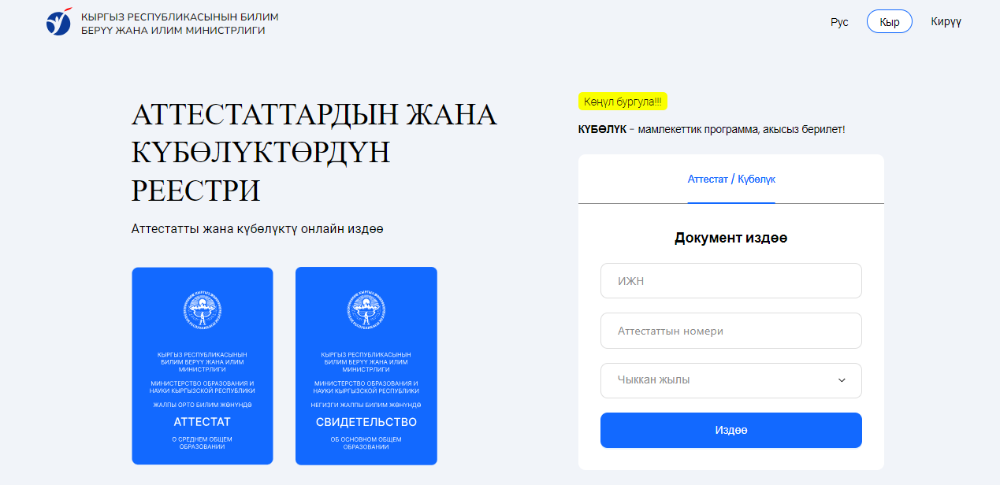 КЫРГЫЗ РЕСПУБЛИКАСЫНЫН БИЛИМ
БЕРҮҮ ЖАНА ИЛИМ МИНИСТРЛИГИ
Рус
Кыр
Кирүү
АТТЕСТАТТАРДЫН ЖАНА
КҮБӨЛҮКТӨРДҮН
РЕЕСТРИ
Аттестатты жана күбөлүктү онлайн издөө
КЫРГЫЗ РЕСПУБЛИКАСЫНЫН
БИЛИМ БЕРҮҮ ЖАНА ИЛИМ
МИНИСТРЛИГИ
МИНИСТЕРСТВО ОБРАЗОВАНИЯ И
НАУКИ КЫРГЫЗСКОЙ РЕСПУБЛИКИ
ЖАЛПЫ ОРТО БИЛИМ ЖӨНҮНДӨ
АТТЕСТАТ
О СРЕДНЕМ ОБЩЕМ
ОБРАЗОВАНИИ
КЫРГЫЗ РЕСПУБЛИКАСЫНЫН
БИЛИМ БЕРҮҮ ЖАНА ИЛИМ
МИНИСТРЛИГИ
МИНИСТЕРСТВО ОБРАЗОВАНИЯ И
НАУКИ КЫРГЫЗСКОЙ РЕСПУБЛИКИ
НЕГИЗГИ ЖАЛПЫ БИЛИМ ЖӨНҮНДӨ
СВИДЕТЕЛЬСТВО
ОБ ОСНОВНОМ ОБЩЕМ
ОБРАЗОВАНИИ
Көңүл бургула!!!
КҮБӨЛҮК - мамлекеттик программа, акысыз берилет!
Аттестат / Күбөлүк
Документ издөө
ИЖН
Аттестаттын номери
Чыккан жылы
Издөө